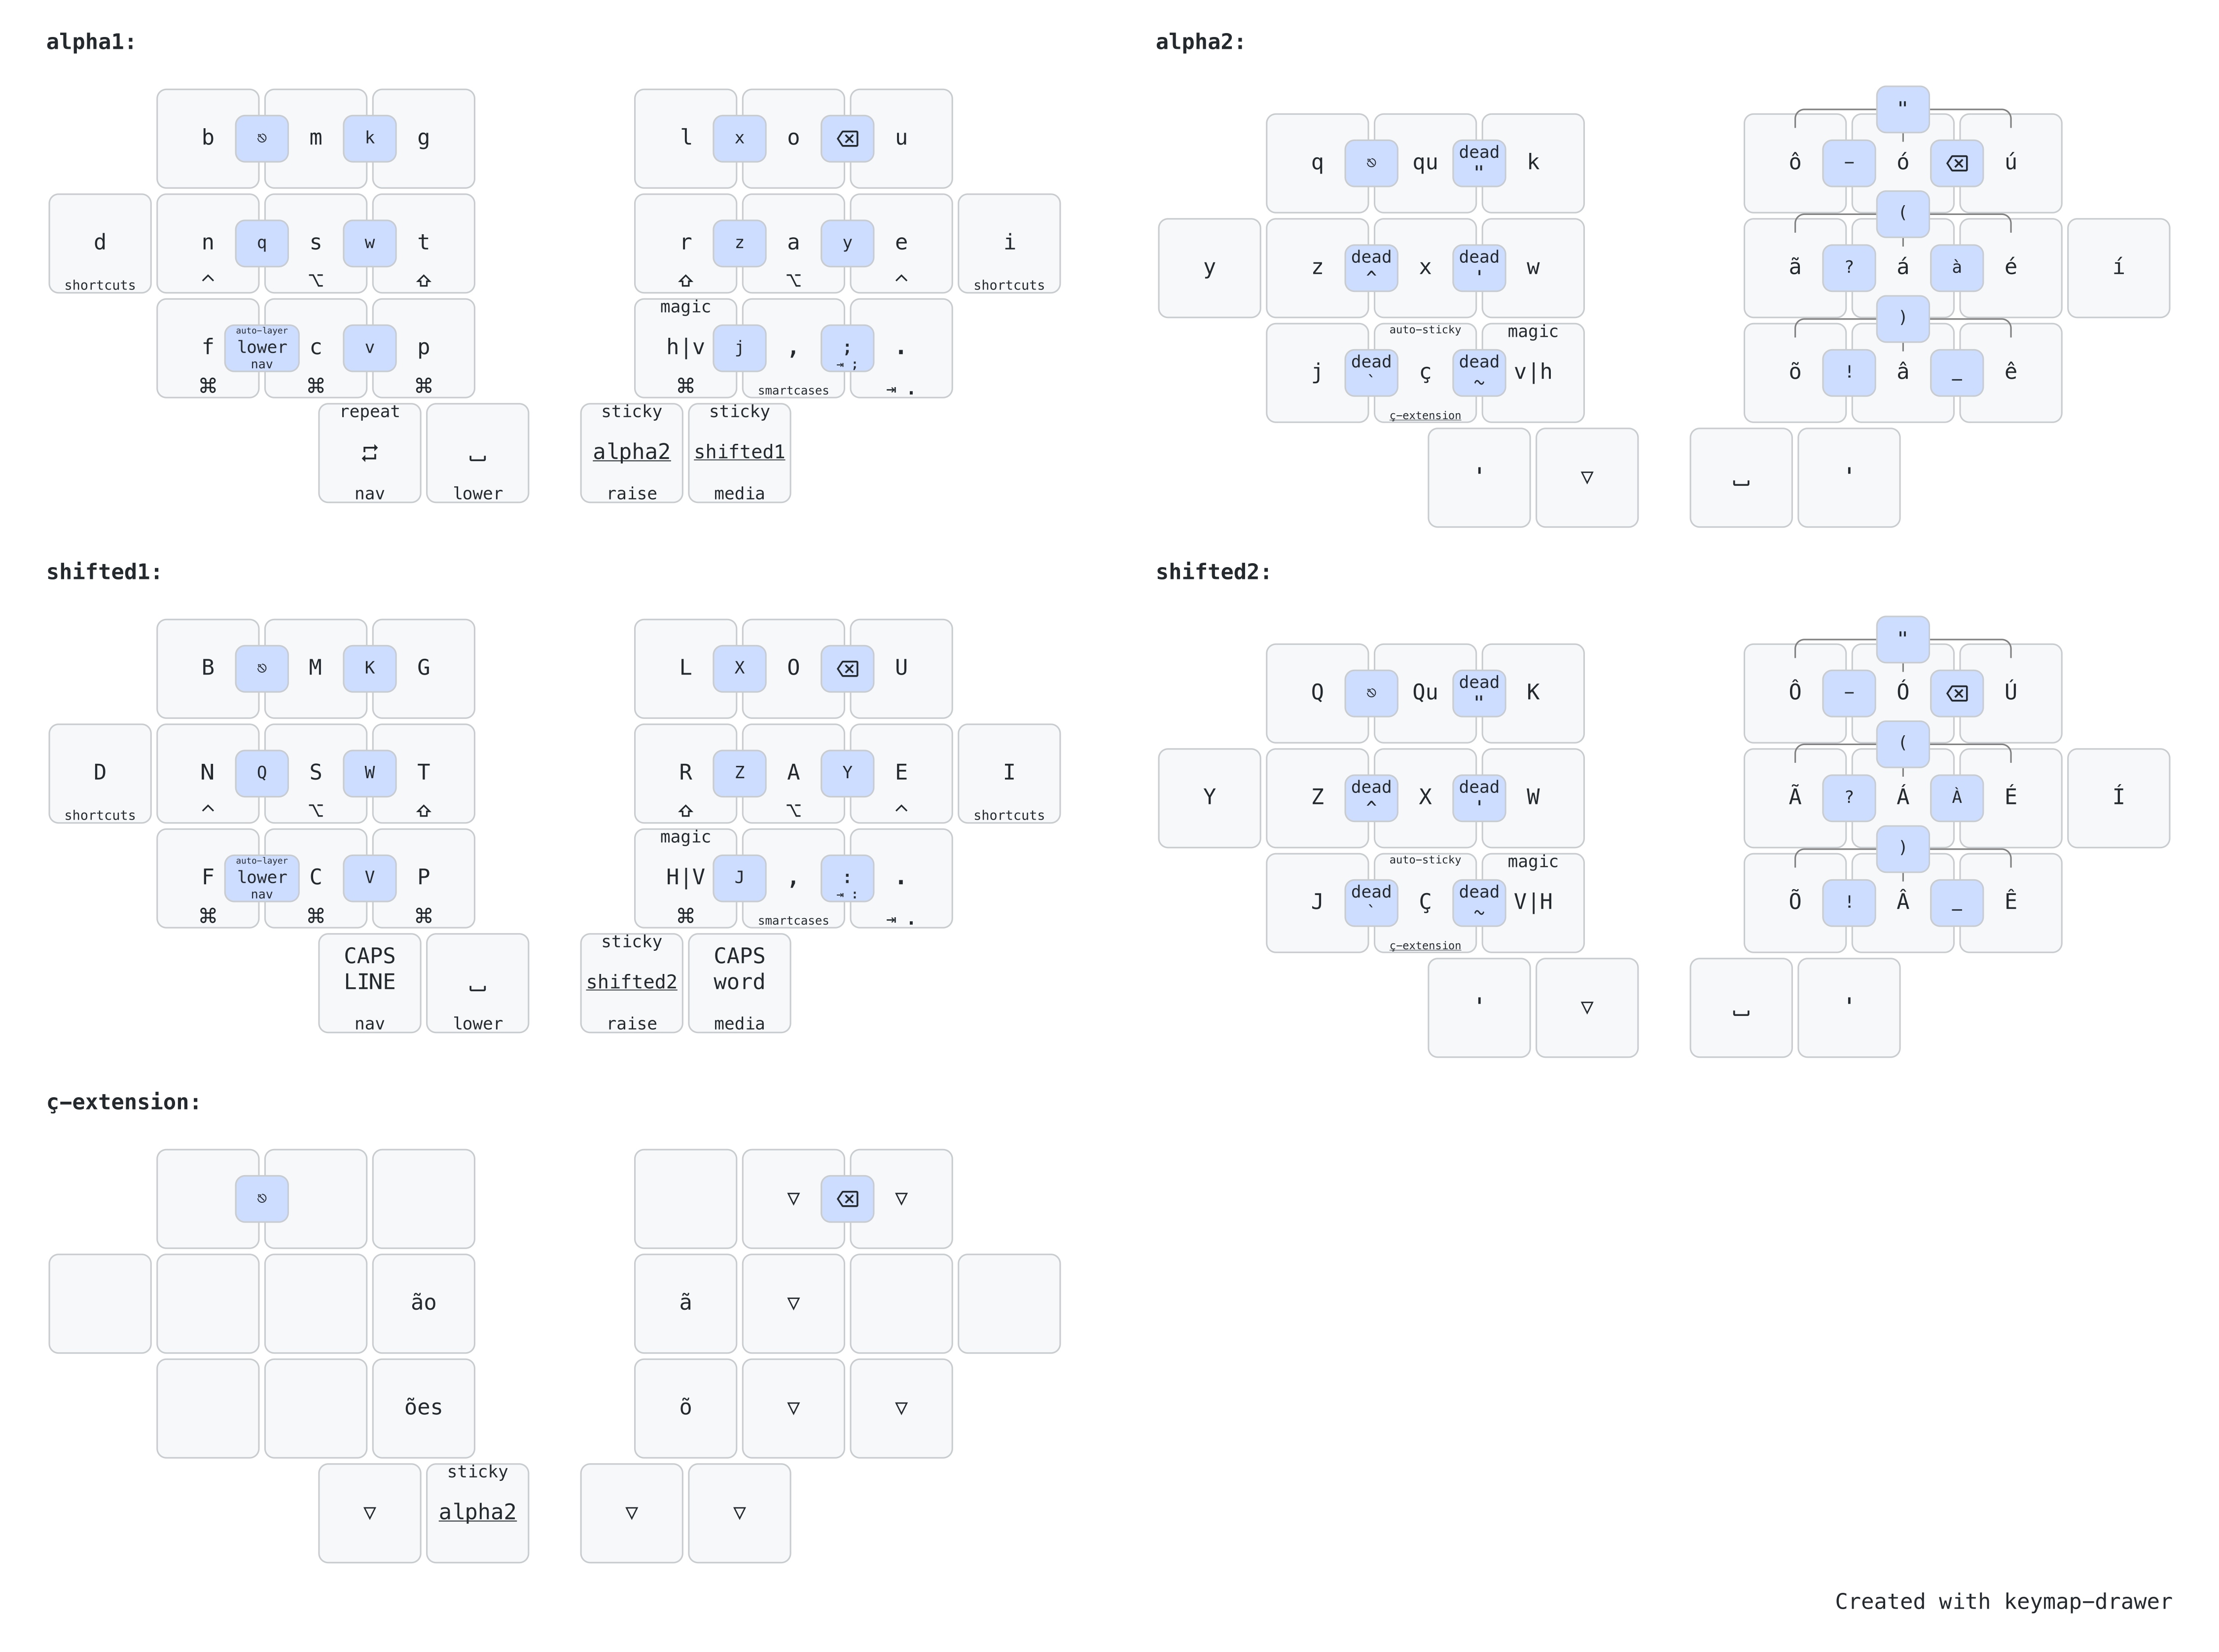 alpha1:
b ⎋ m k g l x o ⌫ u
d n q s w t r z a y e i
shortcuts ^ ⌥ ⇧ ⇧ ⌥ ^ shortcuts
magic
auto-layer
f lower c v p h|v j , ; .
nav ⇥ ;
⌘ ⌘ ⌘ ⌘ smartcases ⇥ .
repeat sticky sticky
⮔ ⎵ alpha2 shifted1
nav lower raise media
alpha2:
"
q ⎋ qu dead " k ô − ó ⌫ ú
(
y z dead ^ x dead ' w ã ? á à é í
auto-sticky magic )
j dead ` ç dead ~ v|h õ ! â _ ê
ç−extension
' ▽ ⎵ '
shifted1:
B ⎋ M K G L X O ⌫ U
D N Q S W T R Z A Y E I
shortcuts ^ ⌥ ⇧ ⇧ ⌥ ^ shortcuts
magic
auto-layer
F lower C V P H|V J , : .
nav ⇥ :
⌘ ⌘ ⌘ ⌘ smartcases ⇥ .
CAPS sticky CAPS
LINE ⎵ shifted2 word
nav lower raise media
shifted2:
"
Q ⎋ Qu dead " K Ô − Ó ⌫ Ú
(
Y Z dead ^ X dead ' W Ã ? Á À É Í
auto-sticky magic )
J dead ` Ç dead ~ V|H Õ ! Â _ Ê
ç−extension
' ▽ ⎵ '
ç−extension:
⎋ ▽ ⌫ ▽
ão ã ▽
ões õ ▽ ▽
sticky
▽ alpha2 ▽ ▽
Created with keymap−drawer